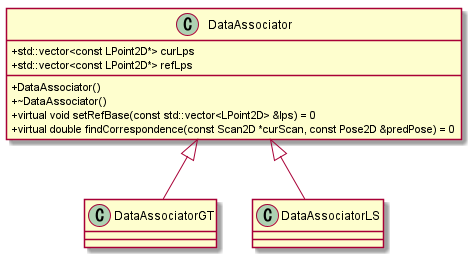 C DataAssociator
+std::vector<const LPoint2D*> curLps
+std::vector<const LPoint2D*> refLps
+DataAssociator()
+~DataAssociator()
+virtual void setRefBase(const std::vector<LPoint2D> &lps) = 0
+virtual double findCorrespondence(const Scan2D *curScan, const Pose2D &predPose) = 0
C DataAssociatorGT
C DataAssociatorLS